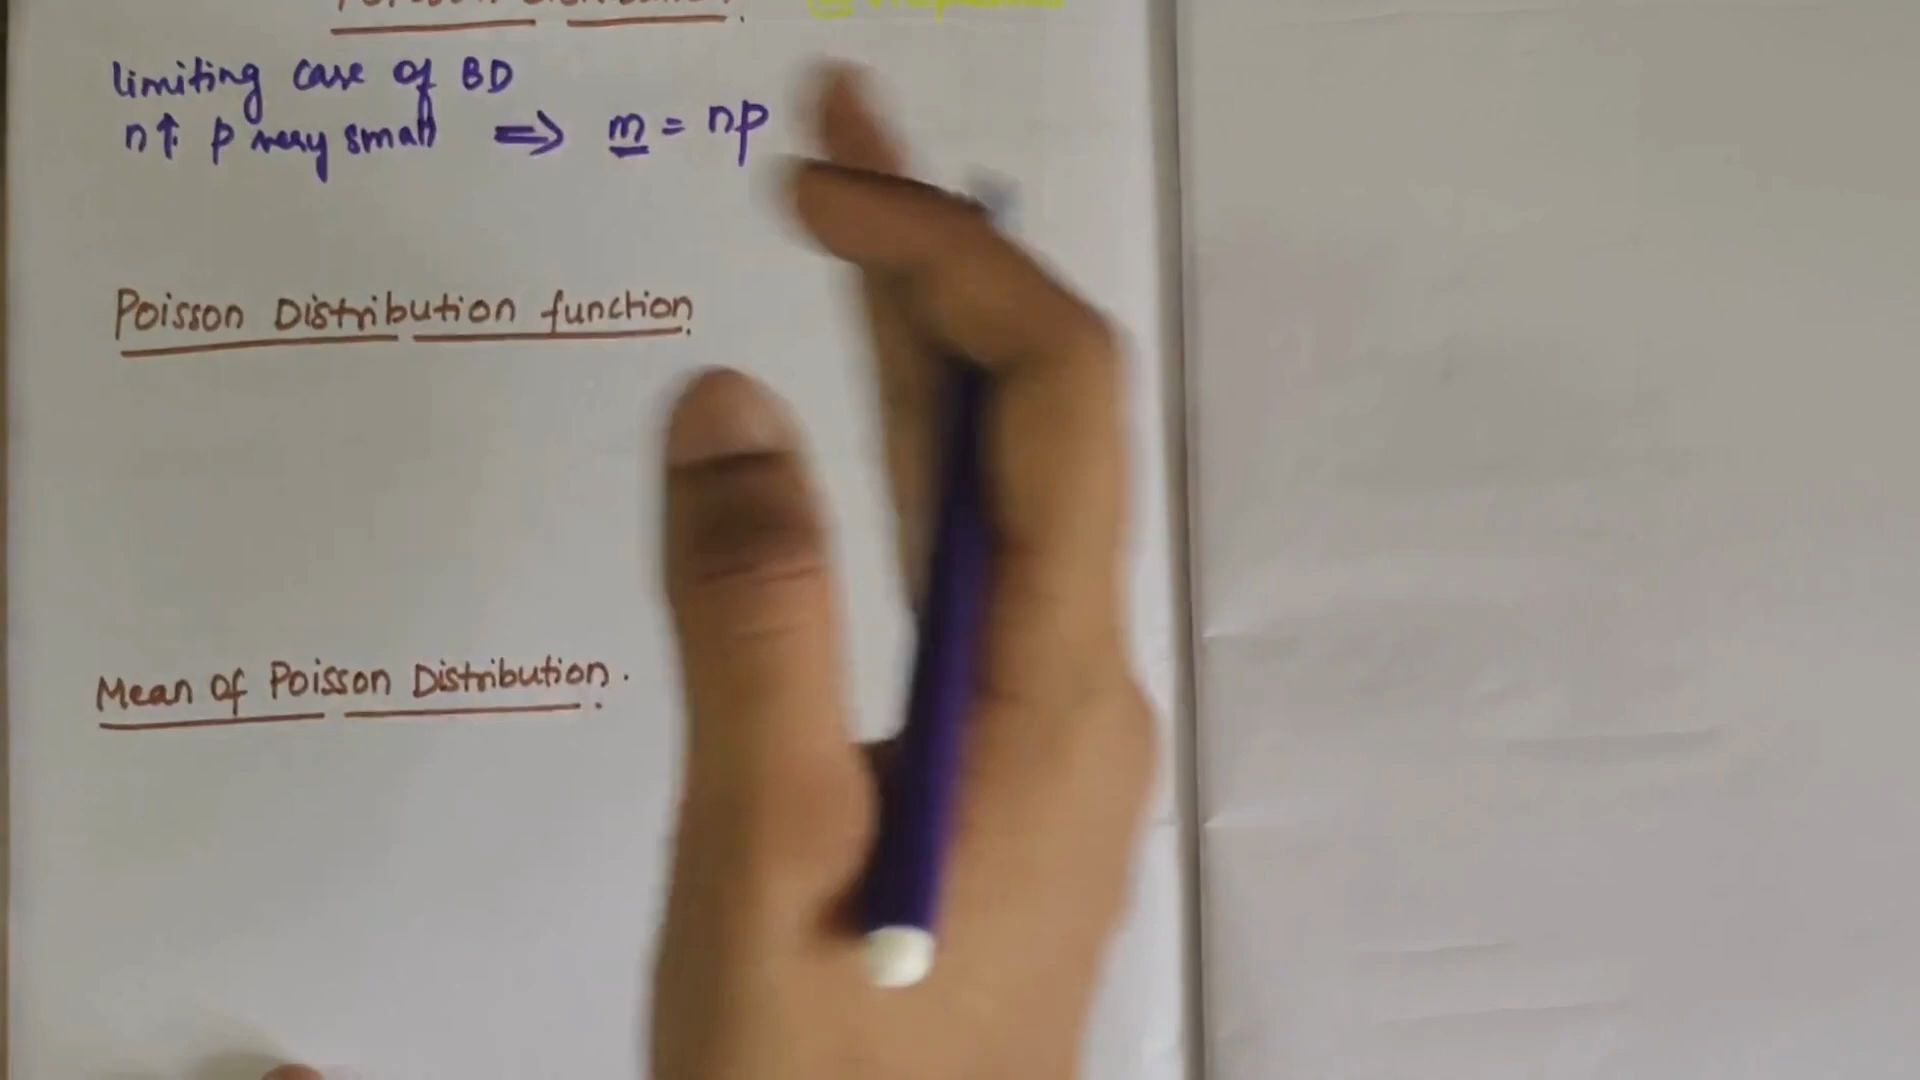 limiting case of BD
n↑ p very small ⇒ m = np
Poisson Distribution function.
Mean of Poisson Distribution.